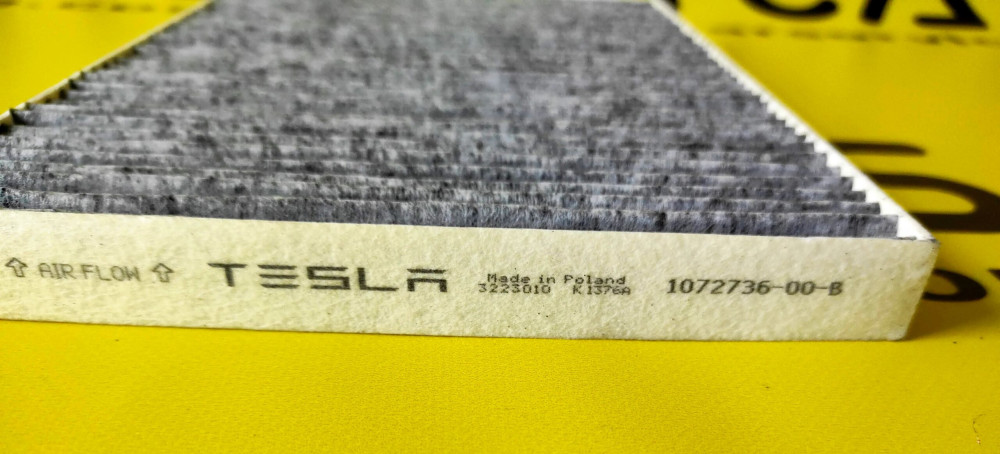 ⇧ AIR FLOW ⇧ TESLA
Made in Poland
3223010 K1376A
1072736-00-B